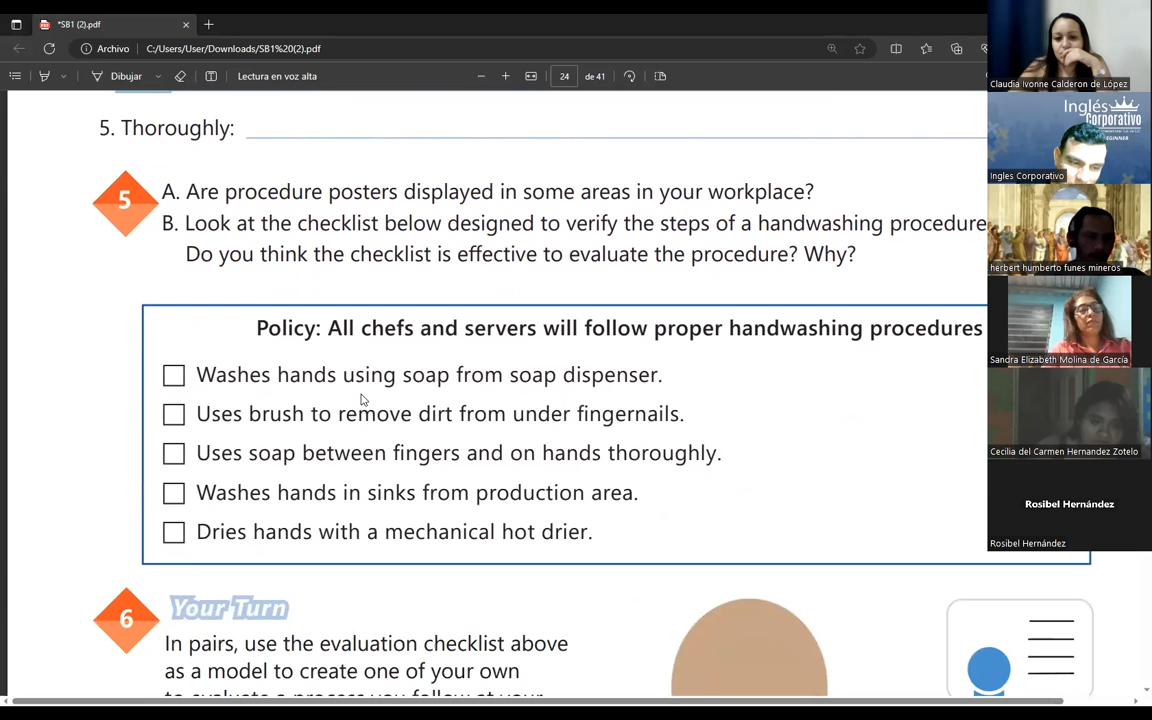 *SB1 (2).pdf
Archivo
C:/Users/User/Downloads/SB1%20(2).pdf
Dibujar
Lectura en voz alta
24
de 41
5. Thoroughly:
5
A. Are procedure posters displayed in some areas in your workplace?
B. Look at the checklist below designed to verify the steps of a handwashing procedure
Do you think the checklist is effective to evaluate the procedure? Why?
Policy: All chefs and servers will follow proper handwashing procedures
Washes hands using soap from soap dispenser.
Uses brush to remove dirt from under fingernails.
Uses soap between fingers and on hands thoroughly.
Washes hands in sinks from production area.
Dries hands with a mechanical hot drier.
6
Your Turn
In pairs, use the evaluation checklist above
as a model to create one of your own
to evaluate a process you follow at your
Claudia Ivonne Calderon de López
Inglés
Corporativo
Ingles Corporativo
herbert humberto funes mineros
Sandra Elizabeth Molina de García
Cecilia del Carmen Hernandez Zotelo
Rosibel Hernández
Rosibel Hernández